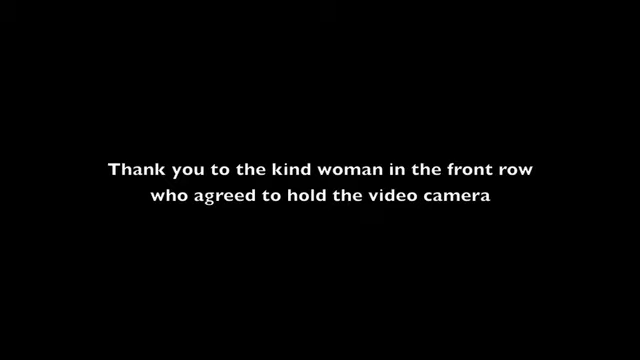 Thank you to the kind woman in the front row
who agreed to hold the video camera